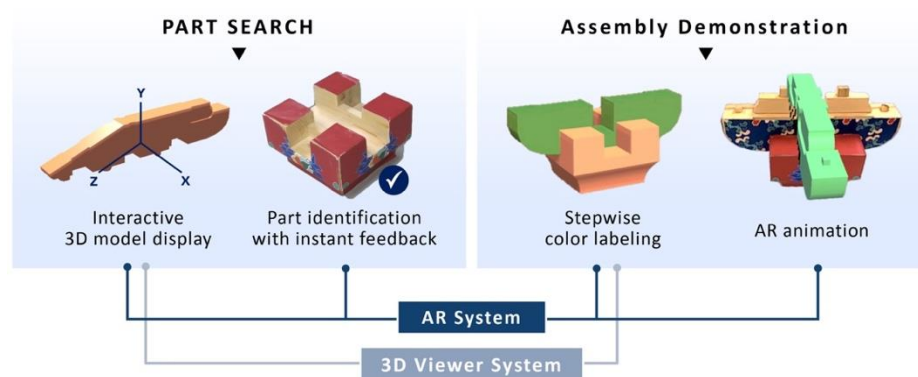 PART SEARCH
Assembly Demonstration
Y
Z
X
Interactive
3D model display
Part identification
with instant feedback
Stepwise
color labeling
AR animation
AR System
3D Viewer System